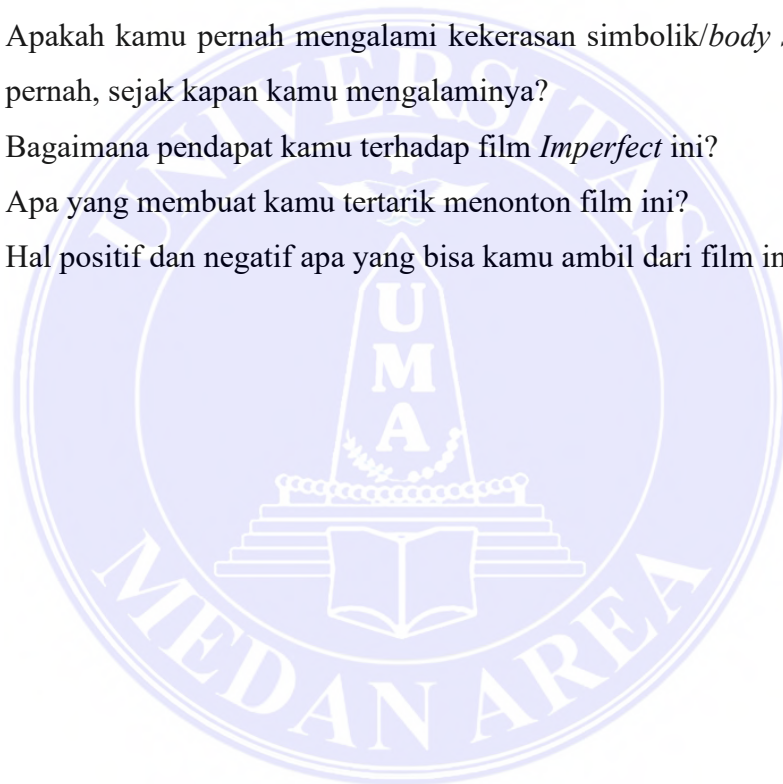 Apakah kamu pernah mengalami kekerasan simbolik/body
pernah, sejak kapan kamu mengalaminya?
Bagaimana pendapat kamu terhadap film Imperfect ini?
Apa yang membuat kamu tertarik menonton film ini?
Hal positif dan negatif apa yang bisa kamu ambil dari film
UNIVERSITAS
UMA
MEDAN AREA